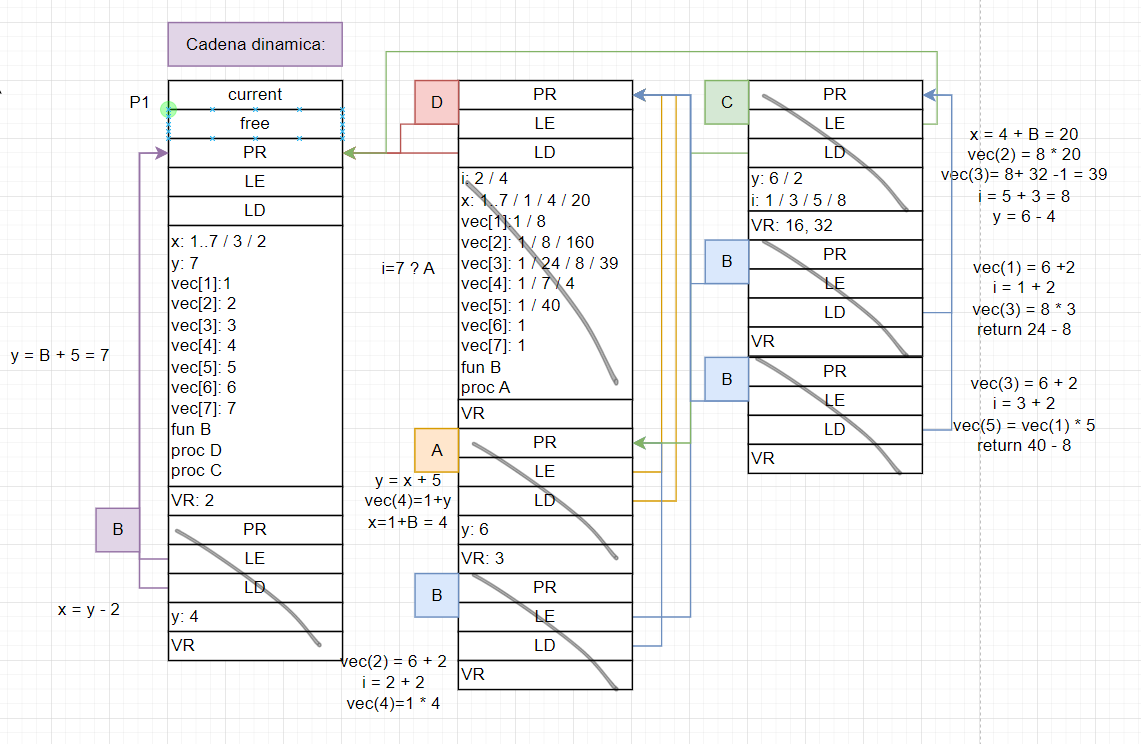 Cadena dinamica:
P1
current
free
PR
LE
LD
x: 1..7 / 3 / 2
y: 7
vec[1]:1
vec[2]: 2
vec[3]: 3
vec[4]: 4
vec[5]: 5
vec[6]: 6
vec[7]: 7
fun B
proc D
proc C
VR: 2
y = B + 5 = 7
B
PR
LE
LD
y: 4
VR
x = y - 2
D
PR
LE
LD
i: 2 / 4
x: 1..7 / 1 / 4 / 20
vec[1]:1 / 8
vec[2]: 1 / 8 / 160
vec[3]: 1 / 24 / 8 / 39
vec[4]: 1 / 7 / 4
vec[5]: 1 / 40
vec[6]: 1
vec[7]: 1
fun B
proc A
VR
i=7 ? A
A
PR
LE
LD
y: 6
VR: 3
y = x + 5
vec(4)=1+y
x=1+B = 4
B
PR
LE
LD
VR
vec(2) = 6 + 2
i = 2 + 2
vec(4)=1 * 4
C
PR
LE
LD
y: 6 / 2
i: 1 / 3 / 5 / 8
VR: 16, 32
x = 4 + B = 20
vec(2) = 8 * 20
vec(3)= 8+ 32 -1 = 39
i = 5 + 3 = 8
y = 6 - 4
B
PR
LE
LD
VR
vec(1) = 6 +2
i = 1 + 2
vec(3) = 8 * 3
return 24 - 8
B
PR
LE
LD
VR
vec(3) = 6 + 2
i = 3 + 2
vec(5) = vec(1) * 5
return 40 - 8